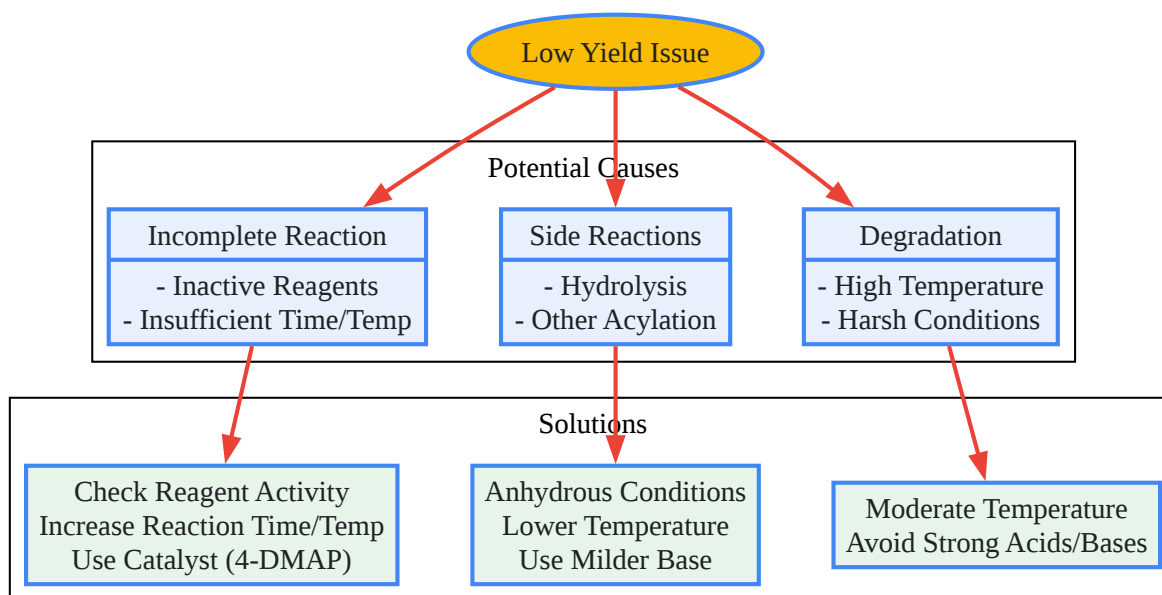 Low Yield Issue
Potential Causes
Incomplete Reaction
- Inactive Reagents
- Insufficient Time/Temp
Side Reactions
- Hydrolysis
- Other Acylation
Degradation
- High Temperature
- Harsh Conditions
Solutions
Check Reagent Activity
Increase Reaction Time/Temp
Use Catalyst (4-DMAP)
Anhydrous Conditions
Lower Temperature
Use Milder Base
Moderate Temperature
Avoid Strong Acids/Bases